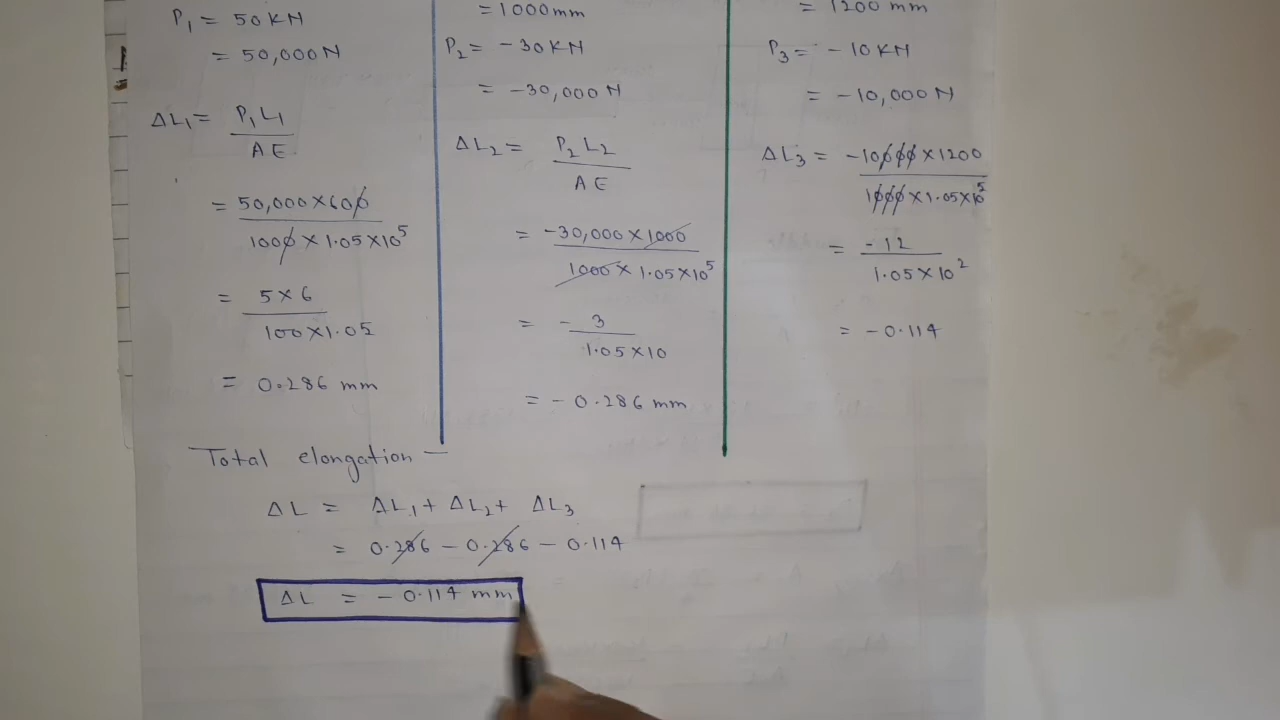 P₁ = 50 KN
= 50,000 N
ΔL₁ = P₁ L₁ / A E
= 50,000 × 600 / 1000 × 1.05 × 10⁵
= 5 × 6 / 100 × 1.05
= 0.286 mm
= 1000 mm
P₂ = -30 KN
= -30,000 N
ΔL₂ = P₂ L₂ / A E
= -30,000 × 1000 / 1000 × 1.05 × 10⁵
= - 3 / 1.05 × 10
= - 0.286 mm
= 1200 mm
P₃ = - 10 KN
= -10,000 N
ΔL₃ = -10000 × 1200 / 1000 × 1.05 × 10⁵
= -12 / 1.05 × 10²
= -0.114
Total elongation —
ΔL = ΔL₁ + ΔL₂ + ΔL₃
= 0.286 - 0.286 - 0.114
ΔL = - 0.114 mm